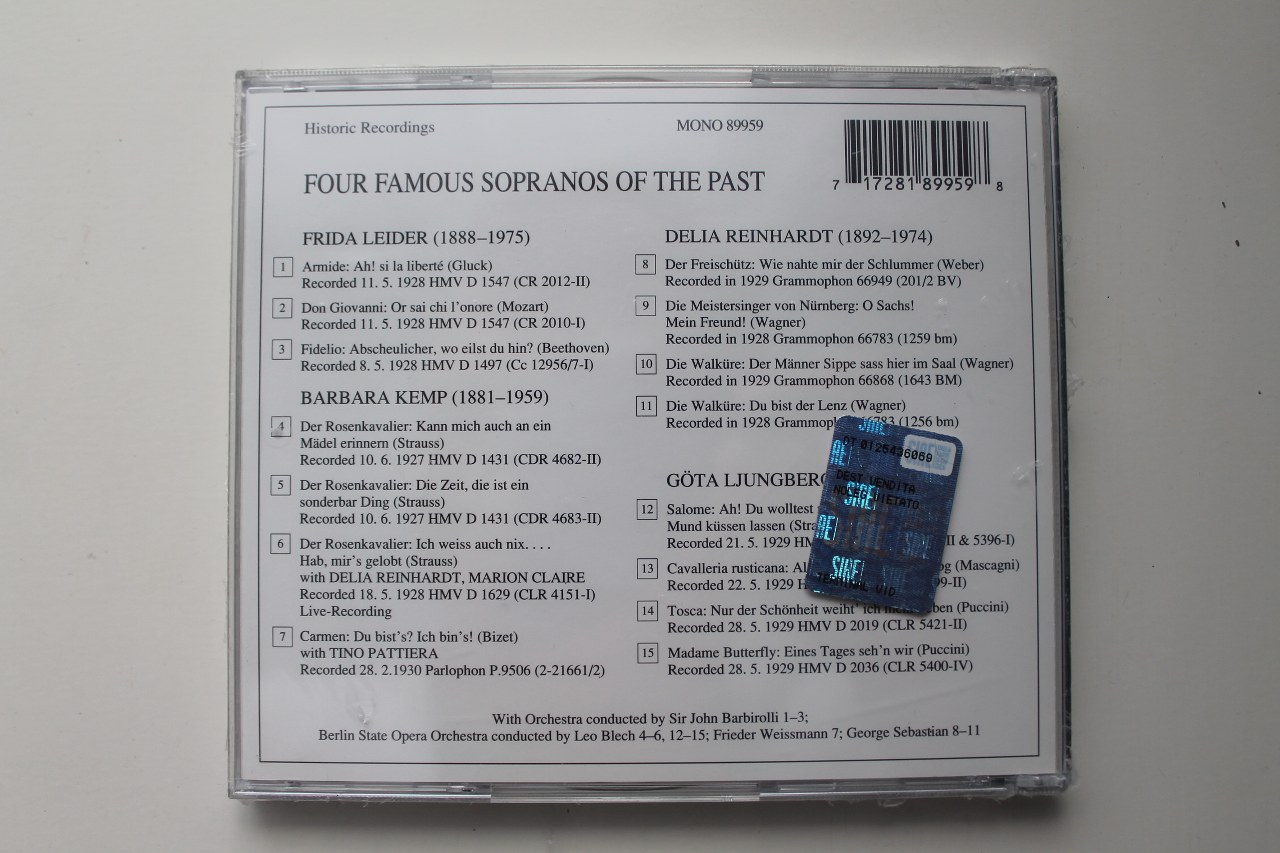 Historic Recordings
MONO 89959
7 17281 89959 8
FOUR FAMOUS SOPRANOS OF THE PAST
FRIDA LEIDER (1888–1975)
1 Armide: Ah! si la liberté (Gluck)
Recorded 11. 5. 1928 HMV D 1547 (CR 2012-II)
2 Don Giovanni: Or sai chi l'onore (Mozart)
Recorded 11. 5. 1928 HMV D 1547 (CR 2010-I)
3 Fidelio: Abscheulicher, wo eilst du hin? (Beethoven)
Recorded 8. 5. 1928 HMV D 1497 (Cc 12956/7-I)
BARBARA KEMP (1881–1959)
4 Der Rosenkavalier: Kann mich auch an ein
Mädel erinnern (Strauss)
Recorded 10. 6. 1927 HMV D 1431 (CDR 4682-II)
5 Der Rosenkavalier: Die Zeit, die ist ein
sonderbar Ding (Strauss)
Recorded 10. 6. 1927 HMV D 1431 (CDR 4683-II)
6 Der Rosenkavalier: Ich weiss auch nix. . . .
Hab, mir's gelobt (Strauss)
with DELIA REINHARDT, MARION CLAIRE
Recorded 18. 5. 1928 HMV D 1629 (CLR 4151-I)
Live-Recording
7 Carmen: Du bist's? Ich bin's! (Bizet)
with TINO PATTIERA
Recorded 28. 2.1930 Parlophon P.9506 (2-21661/2)
DELIA REINHARDT (1892–1974)
8 Der Freischütz: Wie nahte mir der Schlummer (Weber)
Recorded in 1929 Grammophon 66949 (201/2 BV)
9 Die Meistersinger von Nürnberg: O Sachs!
Mein Freund! (Wagner)
Recorded in 1928 Grammophon 66783 (1259 bm)
10 Die Walküre: Der Männer Sippe sass hier im Saal (Wagner)
Recorded in 1929 Grammophon 66868 (1643 BM)
11 Die Walküre: Du bist der Lenz (Wagner)
Recorded in 1928 (1256 bm)
GÖTA LJUNGBERG
12 Salome: Ah! Du wolltest
Mund küssen lassen
Recorded 21. 5. 1929 & 5396-I)
13 Cavalleria rusticana: (Mascagni)
Recorded 22. 5. 1929
14 Tosca: Nur der Schönheit weiht' ich (Puccini)
Recorded 28. 5. 1929 HMV D 2019 (CLR 5421-II)
15 Madame Butterfly: Eines Tages seh'n wir (Puccini)
Recorded 28. 5. 1929 HMV D 2036 (CLR 5400-IV)
DEST VENDITA
SIAE
With Orchestra conducted by Sir John Barbirolli 1–3;
Berlin State Opera Orchestra conducted by Leo Blech 4–6, 12–15; Frieder Weissmann 7; George Sebastian 8–11